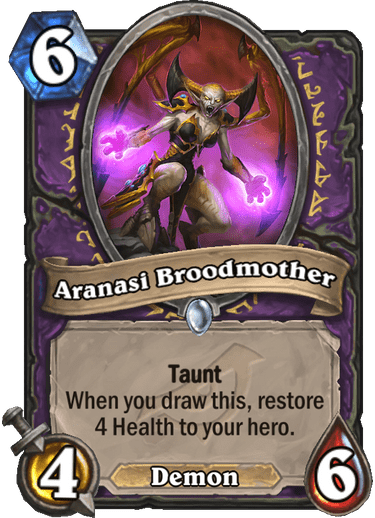 6
Aranasi Broodmother
Taunt
When you draw this, restore
4 Health to your hero.
4
Demon
6